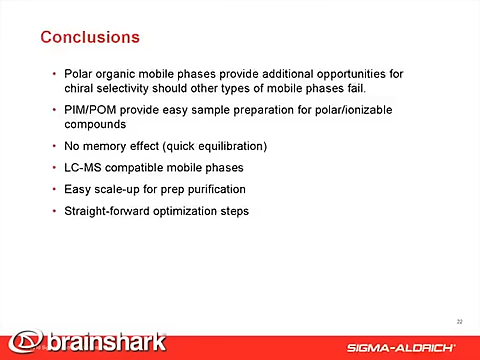 Conclusions
• Polar organic mobile phases provide additional opportunities for
chiral selectivity should other types of mobile phases fail.
• PIM/POM provide easy sample preparation for polar/ionizable
compounds
• No memory effect (quick equilibration)
• LC-MS compatible mobile phases
• Easy scale-up for prep purification
• Straight-forward optimization steps
22
brainshark
SIGMA-ALDRICH